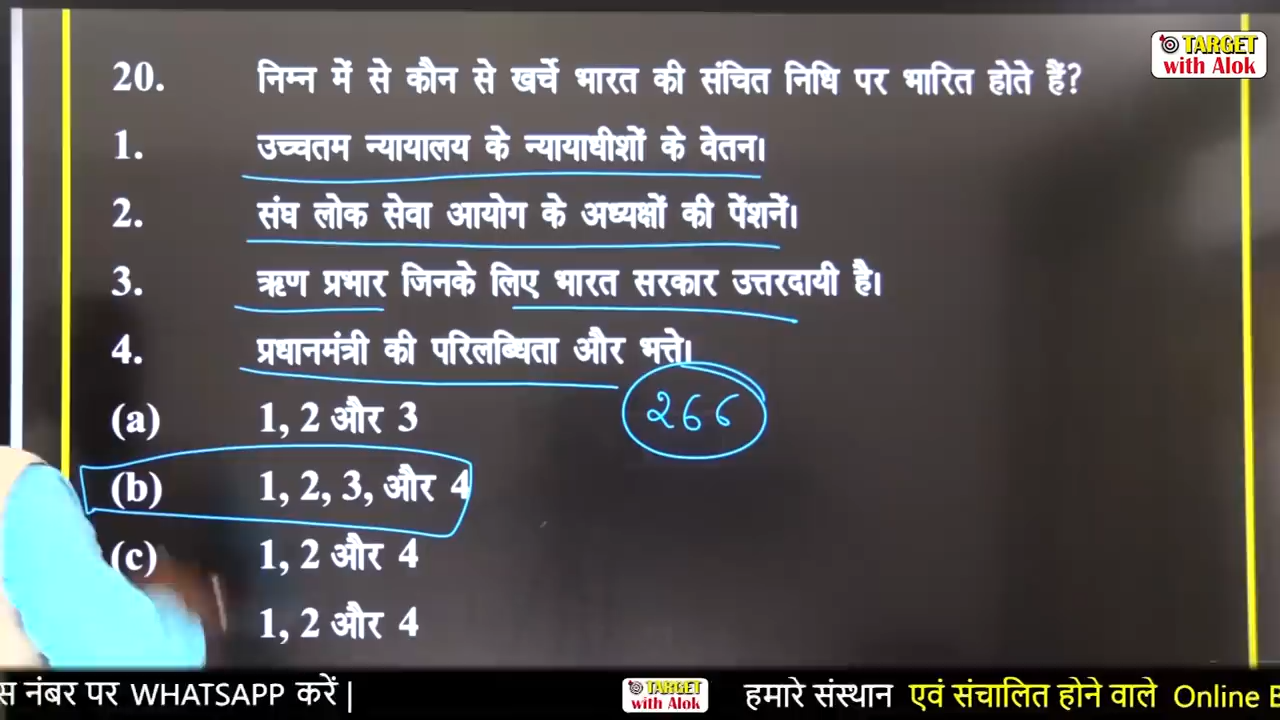 TARGET
with Alok
20. निम्न में से कौन से खर्चे भारत की संचित निधि पर भारित होते हैं?
1. उच्चतम न्यायालय के न्यायाधीशों के वेतन।
2. संघ लोक सेवा आयोग के अध्यक्षों की पेंशनें।
3. ऋण प्रभार जिनके लिए भारत सरकार उत्तरदायी है।
4. प्रधानमंत्री की परिलब्धिता और भत्ते।
(a) 1, 2 और 3
266
(b) 1, 2, 3, और 4
(c) 1, 2 और 4
1, 2 और 4
स नंबर पर WHATSAPP करें | TARGET with Alok हमारे संस्थान एवं संचालित होने वाले Online